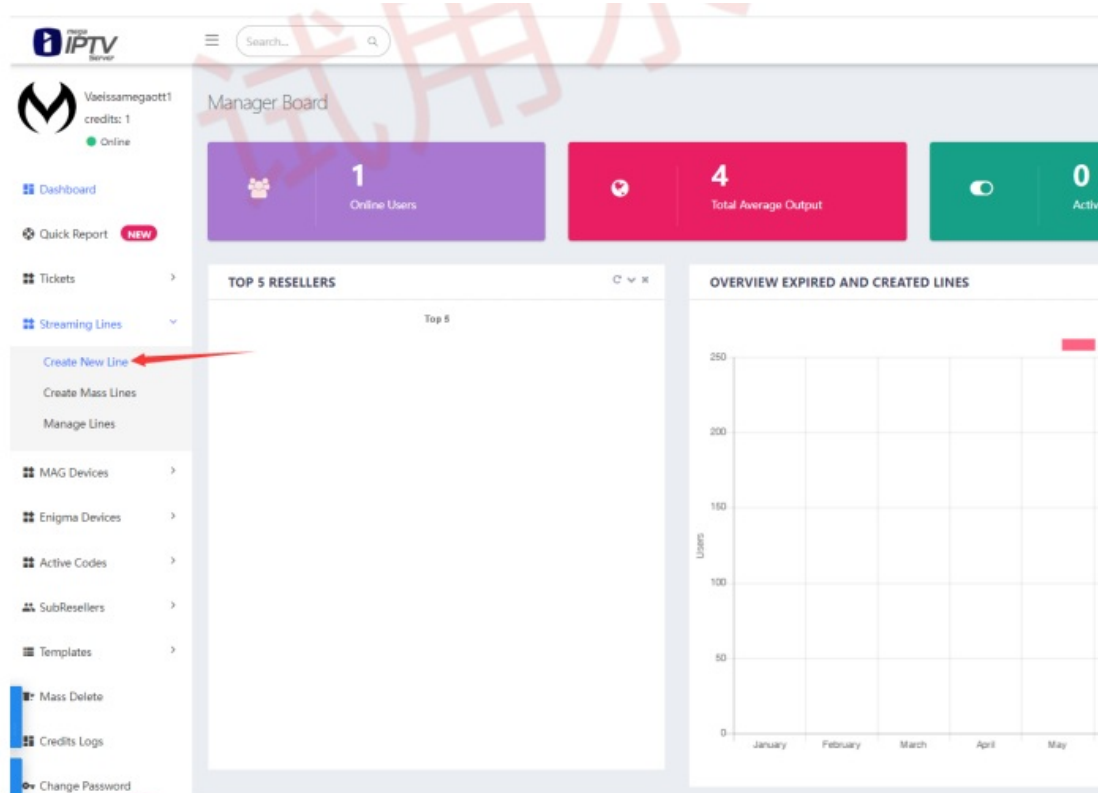 mega
IPTV
Server
Search...
Vaeissamegaott1
credits: 1
Online
Manager Board
1
Online Users
4
Total Average Output
0
Activ
Dashboard
Quick Report NEW
Tickets
Streaming Lines
Create New Line
Create Mass Lines
Manage Lines
MAG Devices
Enigma Devices
Active Codes
SubResellers
Templates
Mass Delete
Credits Logs
Change Password
TOP 5 RESELLERS
Top 5
OVERVIEW EXPIRED AND CREATED LINES
250
200
150
100
50
0
Users
January February March April May
试用